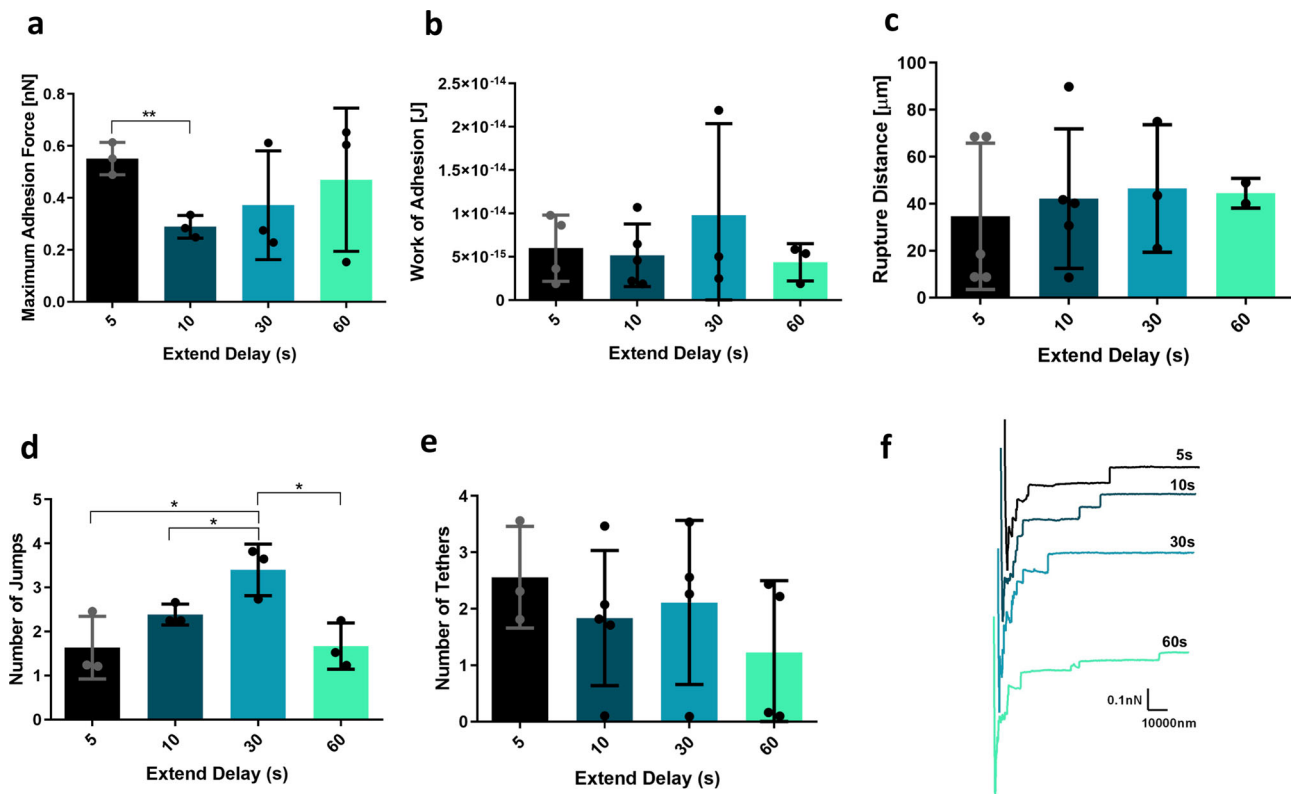 a
Maximum Adhesion Force [nN]
0.8
0.6
0.4
0.2
0.0
**
5
10
30
60
Extend Delay (s)
b
Work of Adhesion [J]
2.5×10-14
2×10-14
1.5×10-14
1×10-14
5×10-15
0
5
10
30
60
Extend Delay (s)
c
Rupture Distance [μm]
100
80
60
40
20
0
5
10
30
60
Extend Delay (s)
d
Number of Jumps
5
4
3
2
1
0
*
*
*
5
10
30
60
Extend Delay (s)
e
Number of Tethers
4
3
2
1
0
5
10
30
60
Extend Delay (s)
f
5s
10s
30s
60s
0.1nN
10000nm